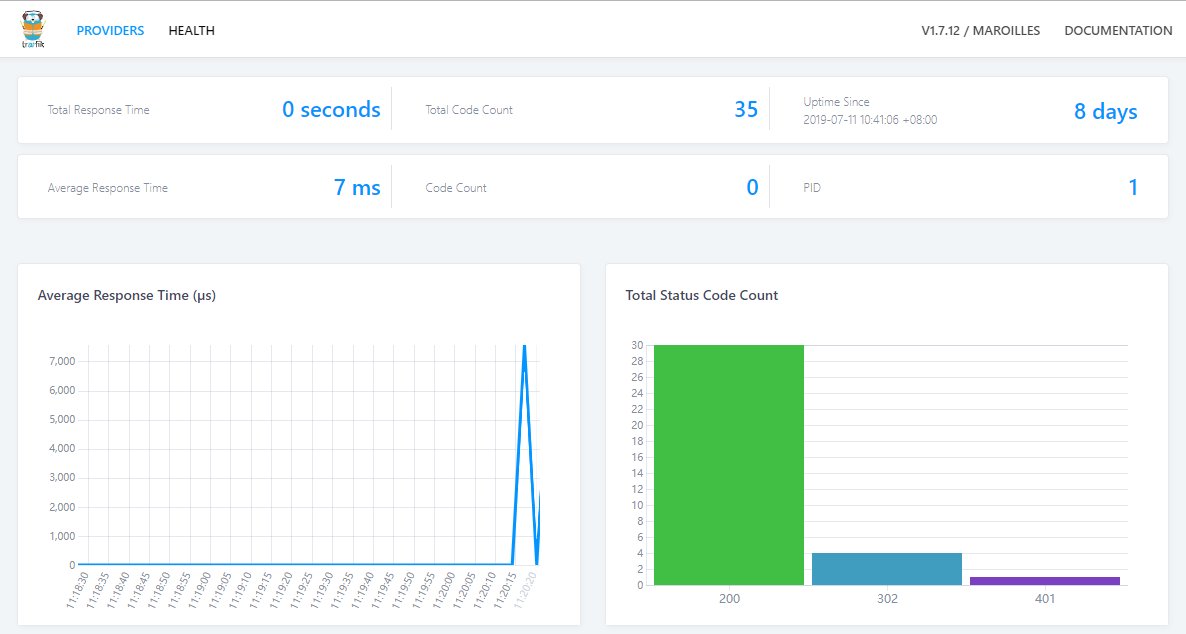 træfik
PROVIDERS HEALTH V1.7.12 / MAROILLES DOCUMENTATION
Total Response Time 0 seconds Total Code Count 35 Uptime Since 8 days
2019-07-11 10:41:06 +08:00
Average Response Time 7 ms Code Count 0 PID 1
Average Response Time (µs)
7,000
6,000
5,000
4,000
3,000
2,000
1,000
0
11:18:30 11:18:35 11:18:40 11:18:45 11:18:50 11:18:55 11:19:00 11:19:05 11:19:10 11:19:15 11:19:20 11:19:25 11:19:30 11:19:35 11:19:40 11:19:45 11:19:50 11:19:55 11:20:00 11:20:05 11:20:10 11:20:15 11:20:20
Total Status Code Count
30
28
26
24
22
20
18
16
14
12
10
8
6
4
2
0
200 302 401